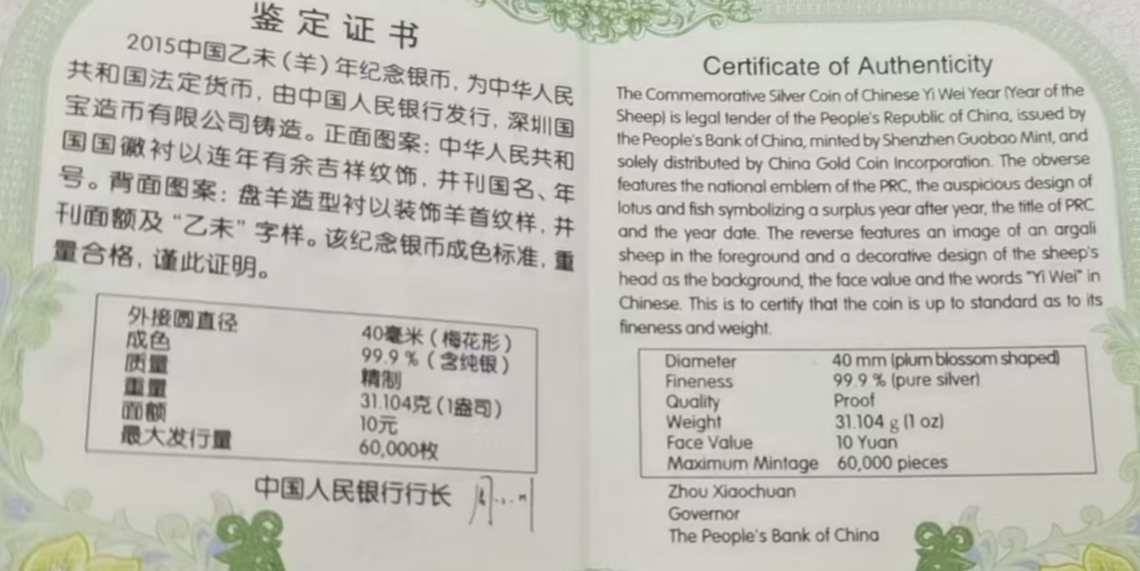 鉴定证书
2015中国乙未（羊）年纪念银币，为中华人民
共和国法定货币，由中国人民银行发行，深圳国
宝造币有限公司铸造。正面图案：中华人民共和
国国徽衬以连年有余吉祥纹饰，并刊国名、年
号。背面图案：盘羊造型衬以装饰羊首纹样，并
刊面额及“乙未”字样。该纪念银币成色标准，重
量合格，谨此证明。
外接圆直径 40毫米（梅花形）
成色 99.9％（含纯银）
质量 精制
重量 31.104克（1盎司）
面额 10元
最大发行量 60,000枚
中国人民银行行长
Certificate of Authenticity
The Commemorative Silver Coin of Chinese Yi Wei Year (Year of the
Sheep) is legal tender of the People's Republic of China, issued by
the People's Bank of China, minted by Shenzhen Guobao Mint, and
solely distributed by China Gold Coin Incorporation. The obverse
features the national emblem of the PRC, the auspicious design of
lotus and fish symbolizing a surplus year after year, the title of PRC
and the year date. The reverse features an image of an argali
sheep in the foreground and a decorative design of the sheep's
head as the background, the face value and the words "Yi Wei" in
Chinese. This is to certify that the coin is up to standard as to its
fineness and weight.
Diameter 40 mm (plum blossom shaped)
Fineness 99.9 % (pure silver)
Quality Proof
Weight 31.104 g (1 oz)
Face Value 10 Yuan
Maximum Mintage 60,000 pieces
Zhou Xiaochuan
Governor
The People's Bank of China